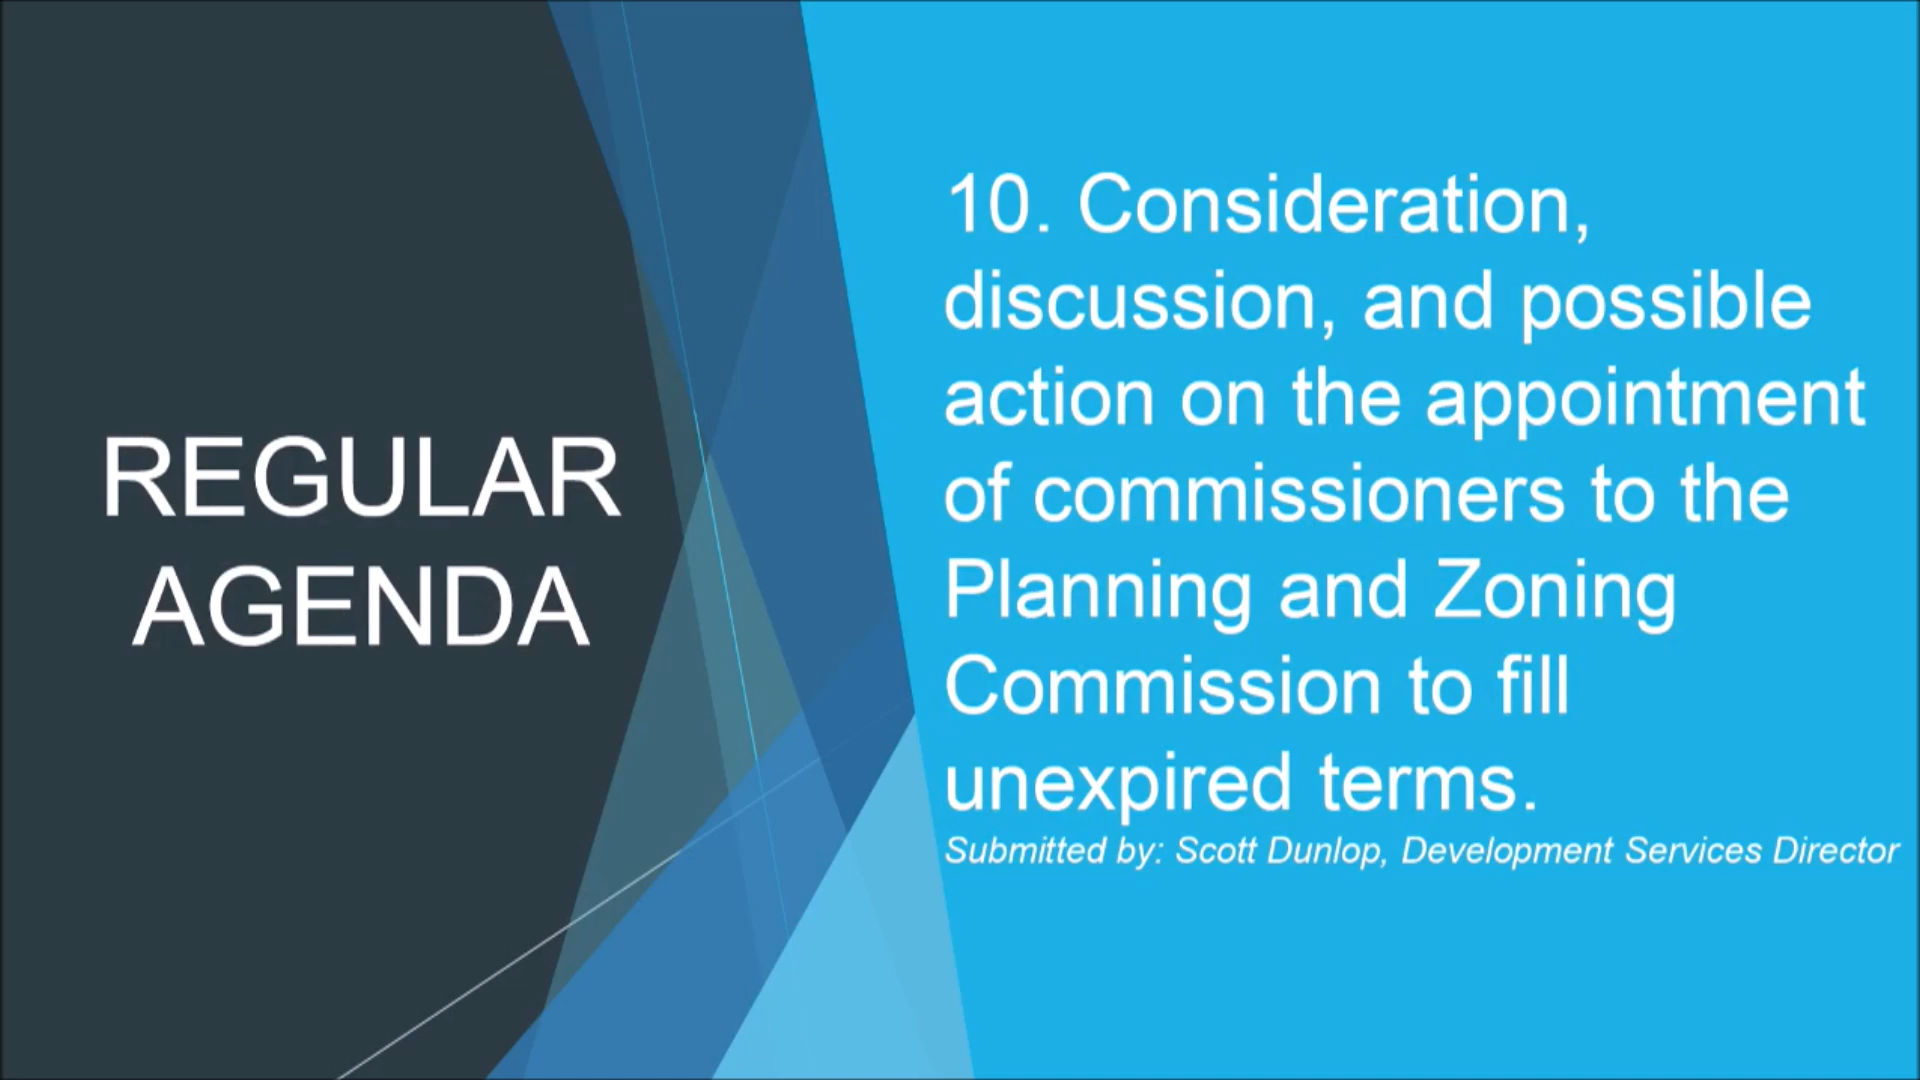 REGULAR
AGENDA
10. Consideration,
discussion, and possible
action on the appointment
of commissioners to the
Planning and Zoning
Commission to fill
unexpired terms.
Submitted by: Scott Dunlop, Development Services Director